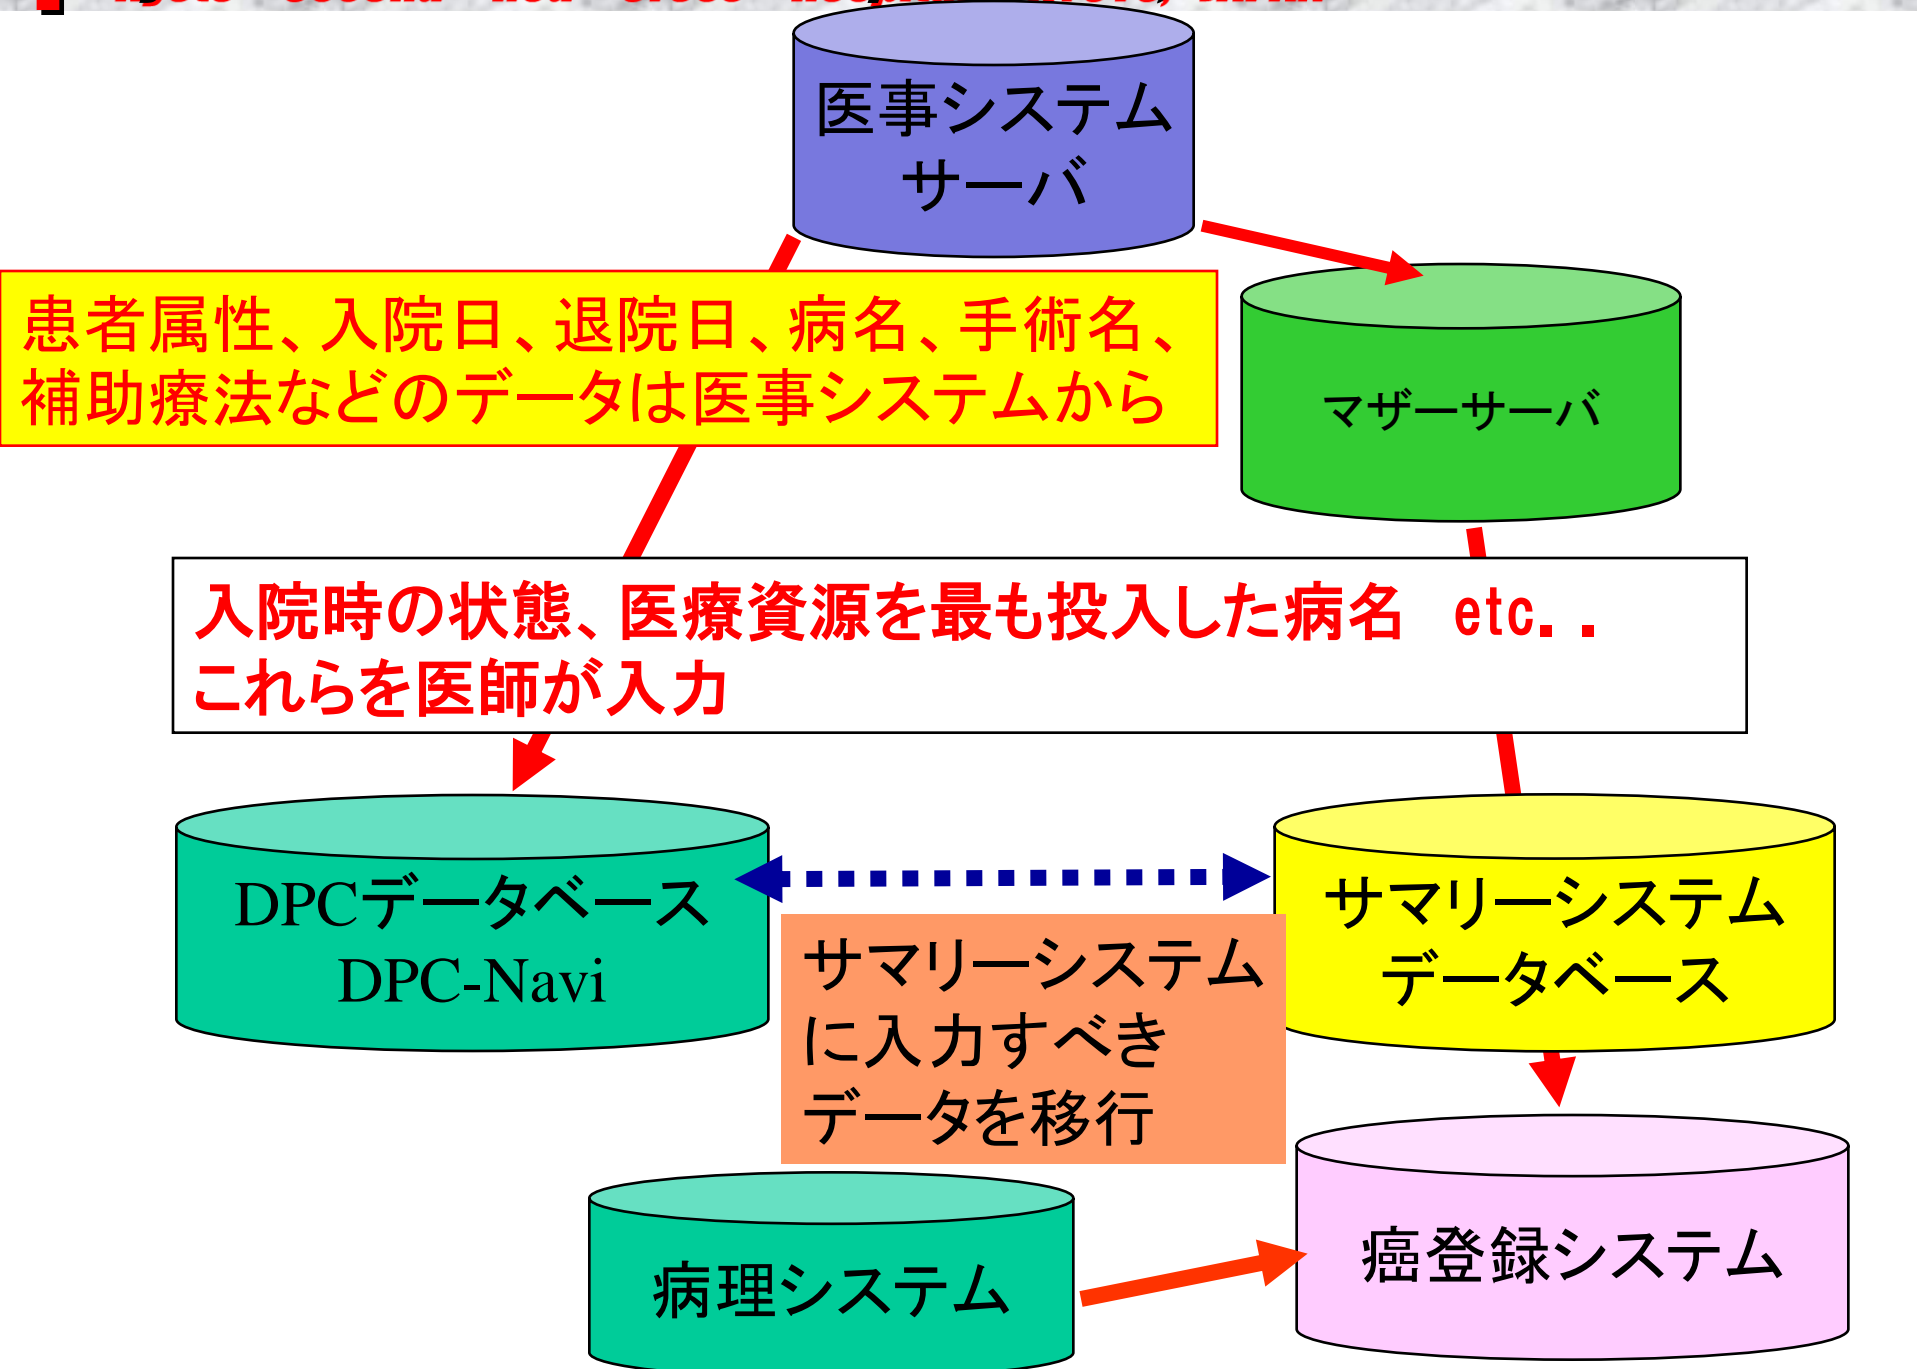 医事システム
サーバ
患者属性、入院日、退院日、病名、手術名、
補助療法などのデータは医事システムから
マザーサーバ
入院時の状態、医療資源を最も投入した病名　etc. .
これらを医師が入力
DPCデータベース
DPC-Navi
サマリーシステム
データベース
サマリーシステム
に入力すべき
データを移行
病理システム
癌登録システム